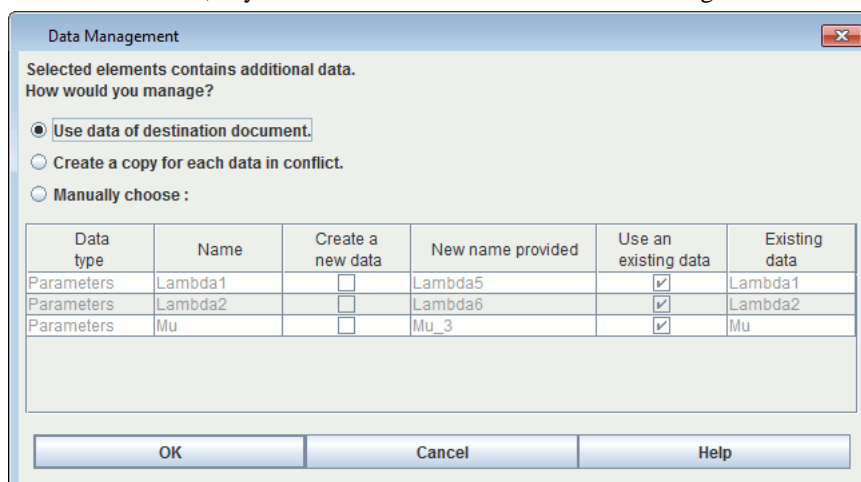 Data Management
Selected elements contains additional data.
How would you manage?
Use data of destination document.
Create a copy for each data in conflict.
Manually choose :
Data type Name Create a new data New name provided Use an existing data Existing data
Parameters Lambda1 Lambda5 Lambda1
Parameters Lambda2 Lambda6 Lambda2
Parameters Mu Mu_3 Mu
OK Cancel Help